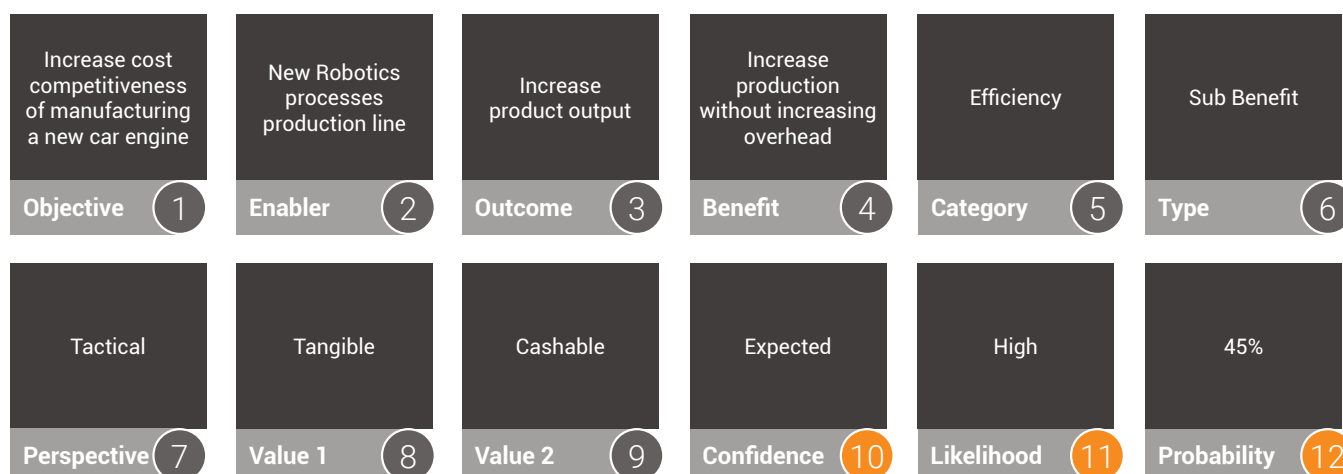 Increase cost
competitiveness
of manufacturing
a new car engine
Objective 1
New Robotics
processes
production line
Enabler 2
Increase
product output
Outcome 3
Increase
production
without increasing
overhead
Benefit 4
Efficiency
Category 5
Sub Benefit
Type 6
Tactical
Perspective 7
Tangible
Value 1 8
Cashable
Value 2 9
Expected
Confidence 10
High
Likelihood 11
45%
Probability 12